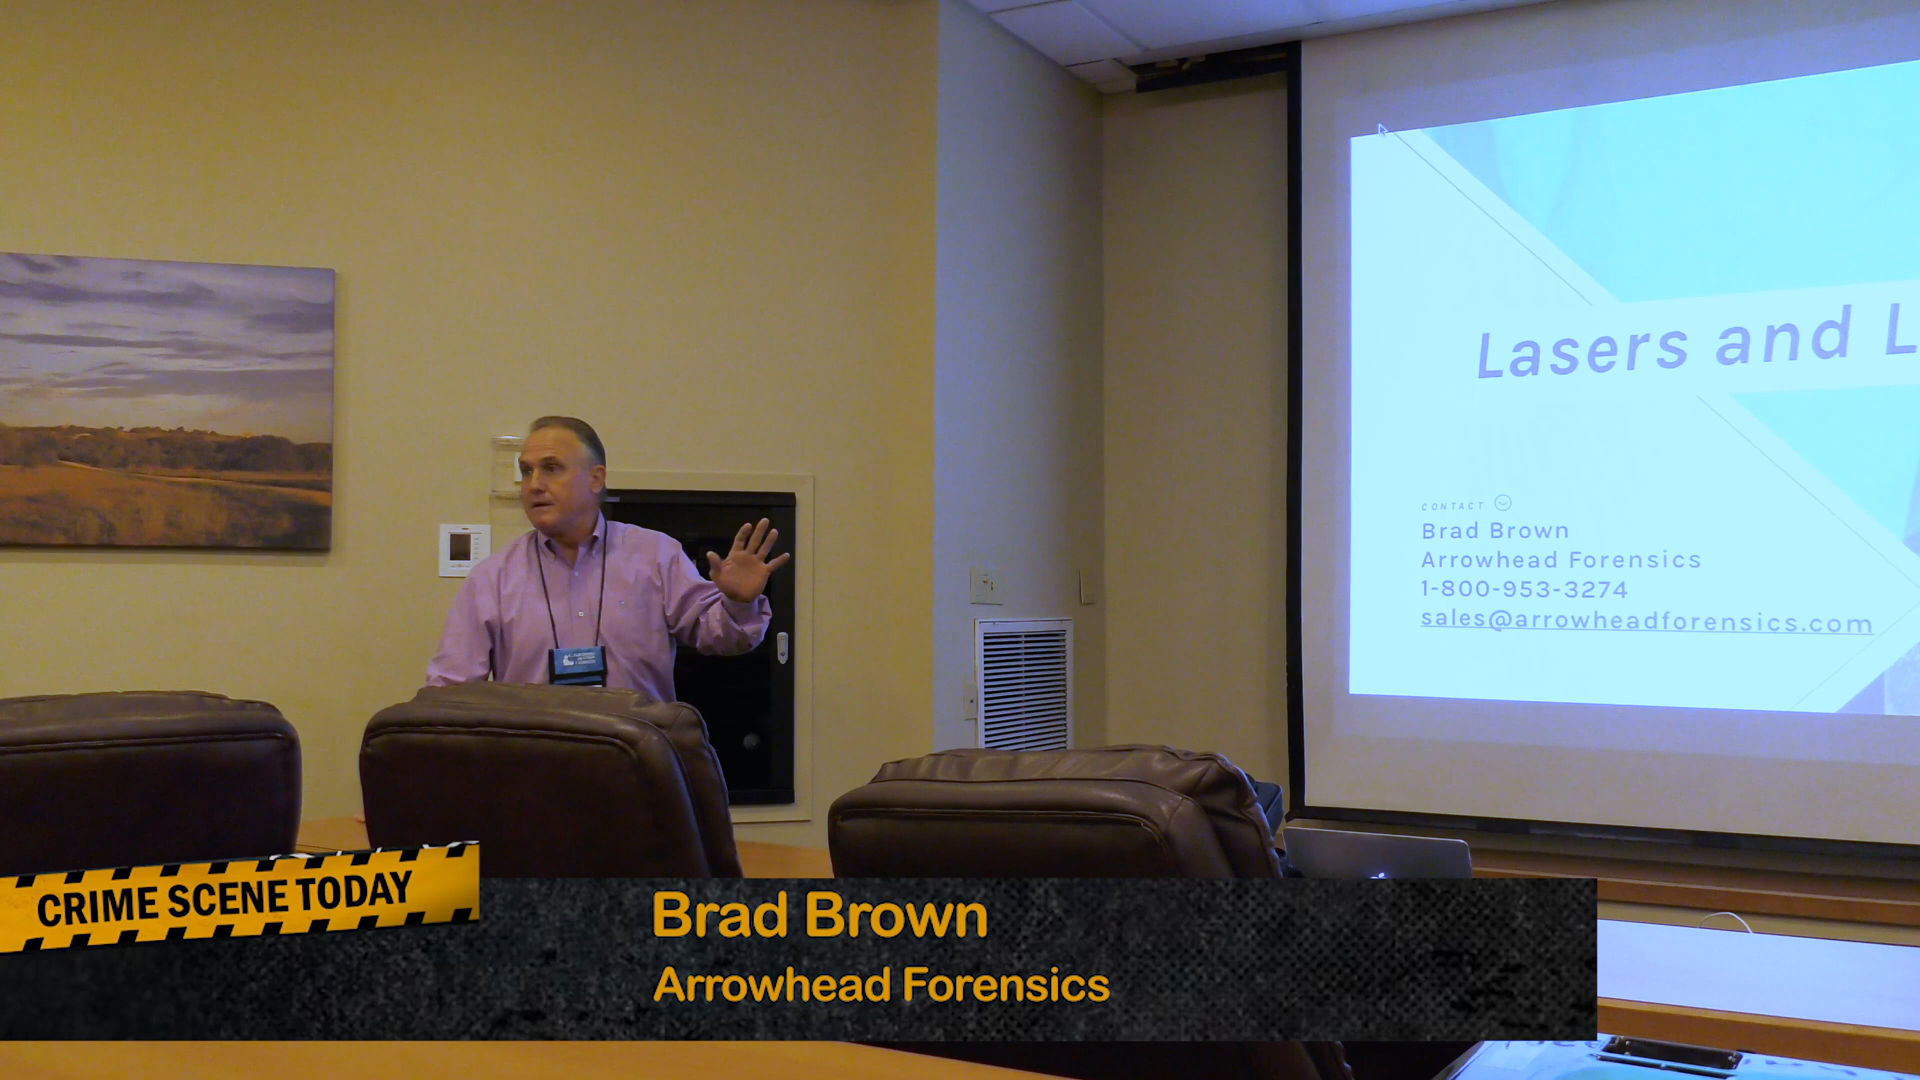 Lasers and L
CONTACT
Brad Brown
Arrowhead Forensics
1-800-953-3274
sales@arrowheadforensics.com
CRIME SCENE TODAY
Brad Brown
Arrowhead Forensics